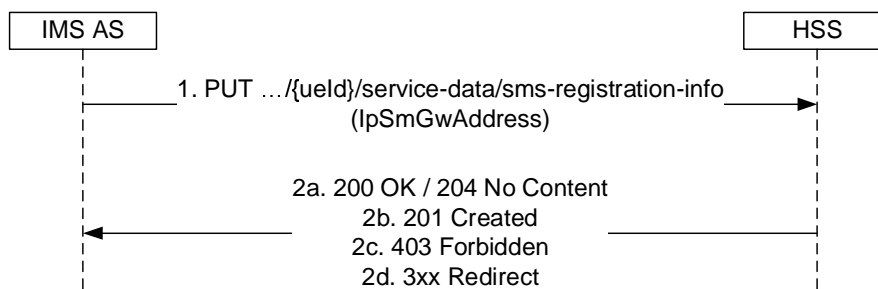 IMS AS
HSS
1. PUT …/{ueId}/service-data/sms-registration-info
(IpSmGwAddress)
2a. 200 OK / 204 No Content
2b. 201 Created
2c. 403 Forbidden
2d. 3xx Redirect